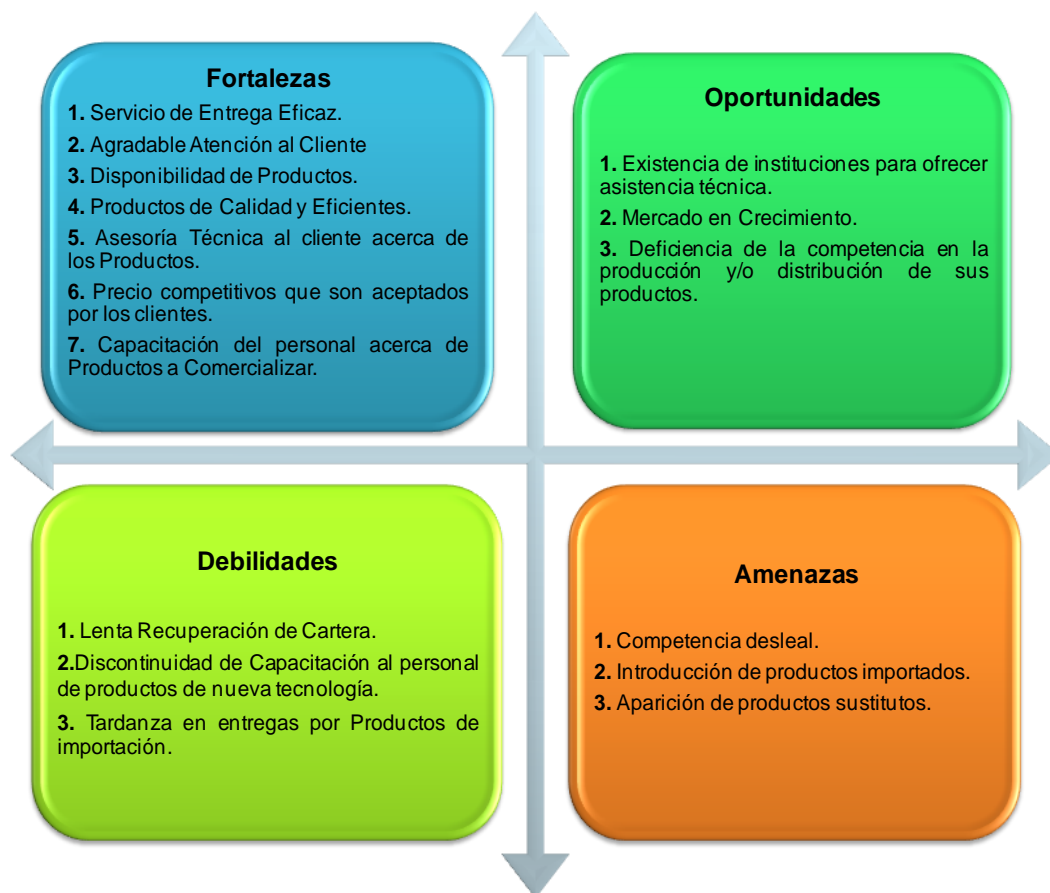 Fortalezas
1. Servicio de Entrega Eficaz.
2. Agradable Atención al Cliente
3. Disponibilidad de Productos.
4. Productos de Calidad y Eficientes.
5. Asesoría Técnica al cliente acerca de
los Productos.
6. Precio competitivos que son aceptados
por los clientes.
7. Capacitación del personal acerca de
Productos a Comercializar.
Oportunidades
1. Existencia de instituciones para ofrecer
asistencia técnica.
2. Mercado en Crecimiento.
3. Deficiencia de la competencia en la
producción y/o distribución de sus
productos.
Debilidades
1. Lenta Recuperación de Cartera.
2.Discontinuidad de Capacitación al personal
de productos de nueva tecnología.
3. Tardanza en entregas por Productos de
importación.
Amenazas
1. Competencia desleal.
2. Introducción de productos importados.
3. Aparición de productos sustitutos.